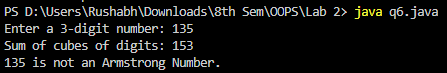 PS D:\Users\Rushabh\Downloads\8th Sem\OOPS\Lab 2> java q6.java
Enter a 3-digit number: 135
Sum of cubes of digits: 153
135 is not an Armstrong Number.